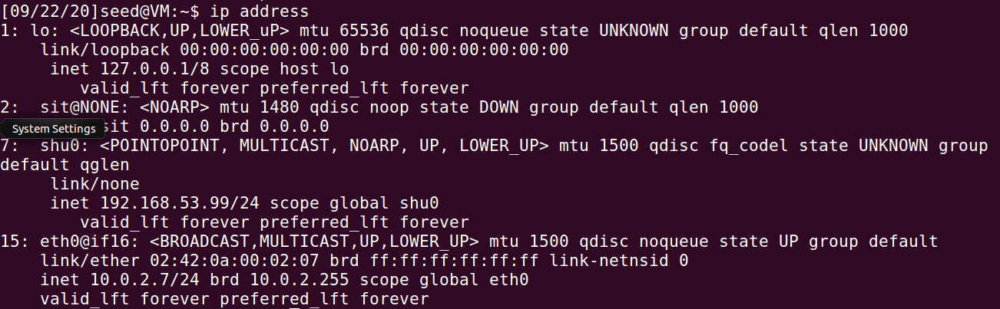 [09/22/20]seed@VM:~$ ip address
1: lo: <LOOPBACK,UP,LOWER_uP> mtu 65536 qdisc noqueue state UNKNOWN group default qlen 1000
link/loopback 00:00:00:00:00:00 brd 00:00:00:00:00:00
inet 127.0.0.1/8 scope host lo
valid_lft forever preferred_lft forever
2: sit@NONE: <NOARP> mtu 1480 qdisc noop state DOWN group default qlen 1000
System Settings
sit 0.0.0.0 brd 0.0.0.0
7: shu0: <POINTOPOINT, MULTICAST, NOARP, UP, LOWER_UP> mtu 1500 qdisc fq_codel state UNKNOWN group
default qglen
link/none
inet 192.168.53.99/24 scope global shu0
valid_lft forever preferred_lft forever
15: eth0@if16: <BROADCAST,MULTICAST,UP,LOWER_UP> mtu 1500 qdisc noqueue state UP group default
link/ether 02:42:0a:00:02:07 brd ff:ff:ff:ff:ff:ff link-netnsid 0
inet 10.0.2.7/24 brd 10.0.2.255 scope global eth0
valid_lft forever preferred_lft forever